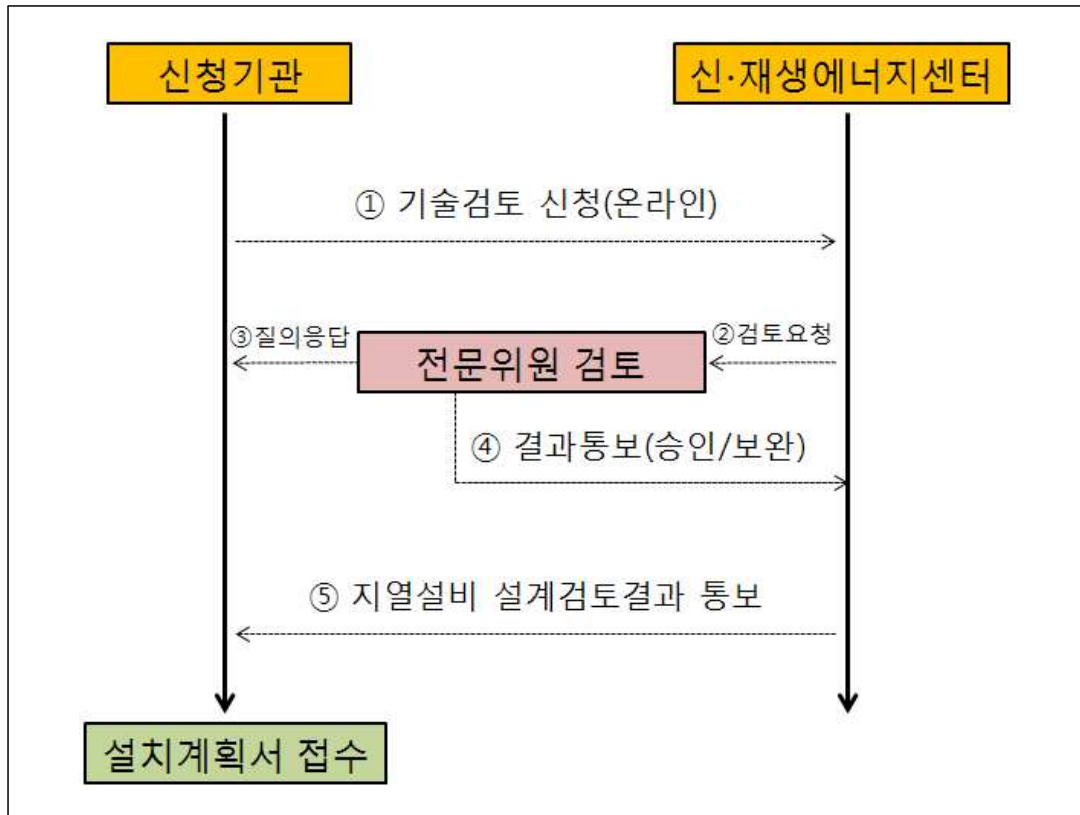 신청기관
신·재생에너지센터
① 기술검토 신청(온라인)
③질의응답
전문위원 검토
②검토요청
④ 결과통보(승인/보완)
⑤ 지열설비 설계검토결과 통보
설치계획서 접수